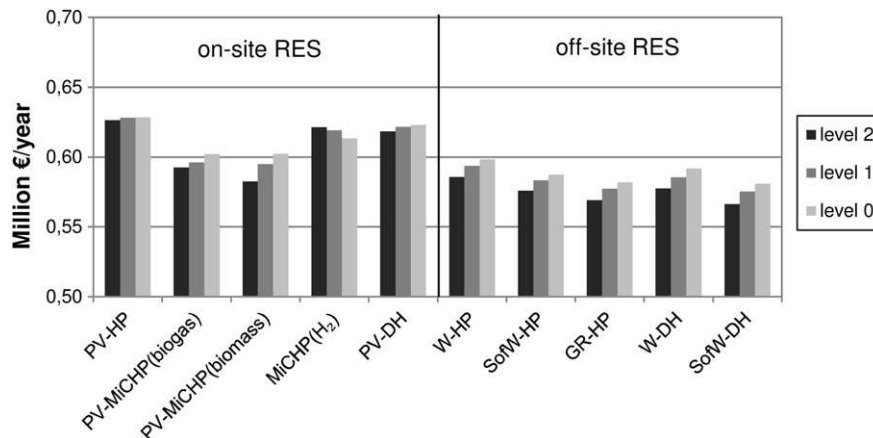 Million €/year
0,70
0,65
0,60
0,55
0,50
on-site RES
off-site RES
PV-HP
PV-MiCHP(biogas)
PV-MiCHP(biomass)
MiCHP(H₂)
PV-DH
W-HP
SofW-HP
GR-HP
W-DH
SofW-DH
level 2
level 1
level 0